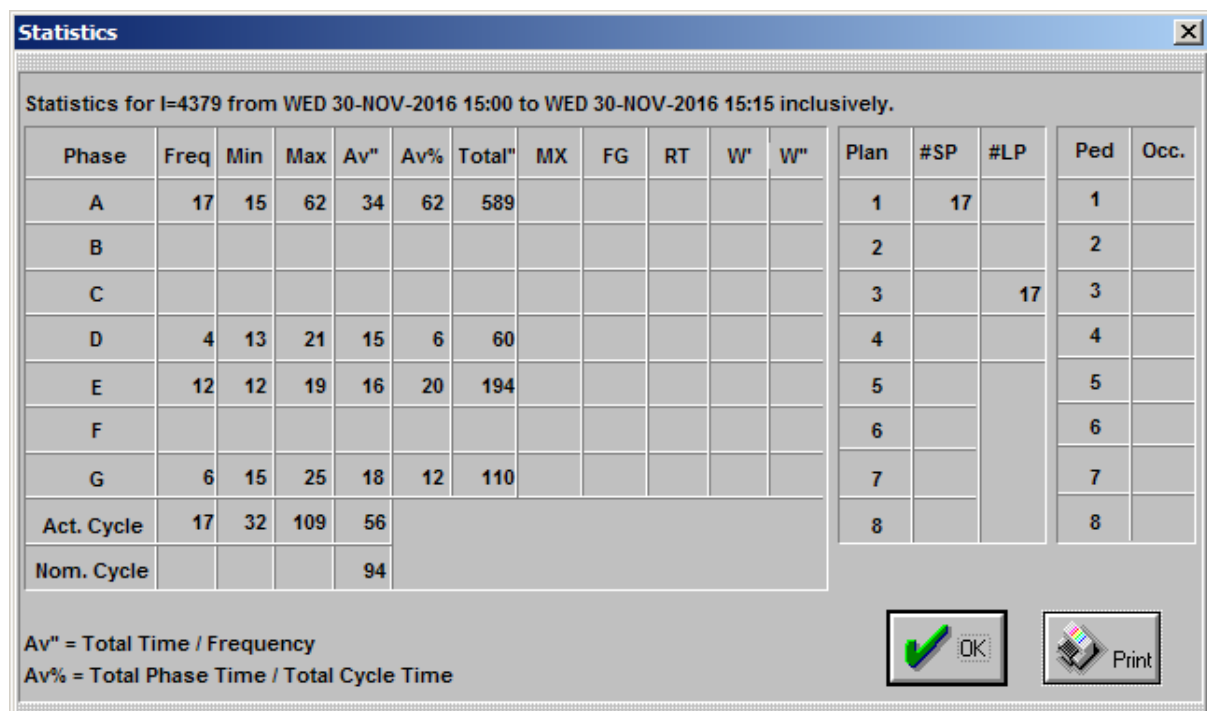 Statistics
Statistics for I=4379 from WED 30-NOV-2016 15:00 to WED 30-NOV-2016 15:15 inclusively.
Phase Freq Min Max Av" Av% Total" MX FG RT W' W"
A 17 15 62 34 62 589
B
C
D 4 13 21 15 6 60
E 12 12 19 16 20 194
F
G 6 15 25 18 12 110
Act. Cycle 17 32 109 56
Nom. Cycle 94
Plan #SP #LP
1 17
2
3 17
4
5
6
7
8
Ped Occ.
1
2
3
4
5
6
7
8
Av" = Total Time / Frequency
Av% = Total Phase Time / Total Cycle Time
OK
Print